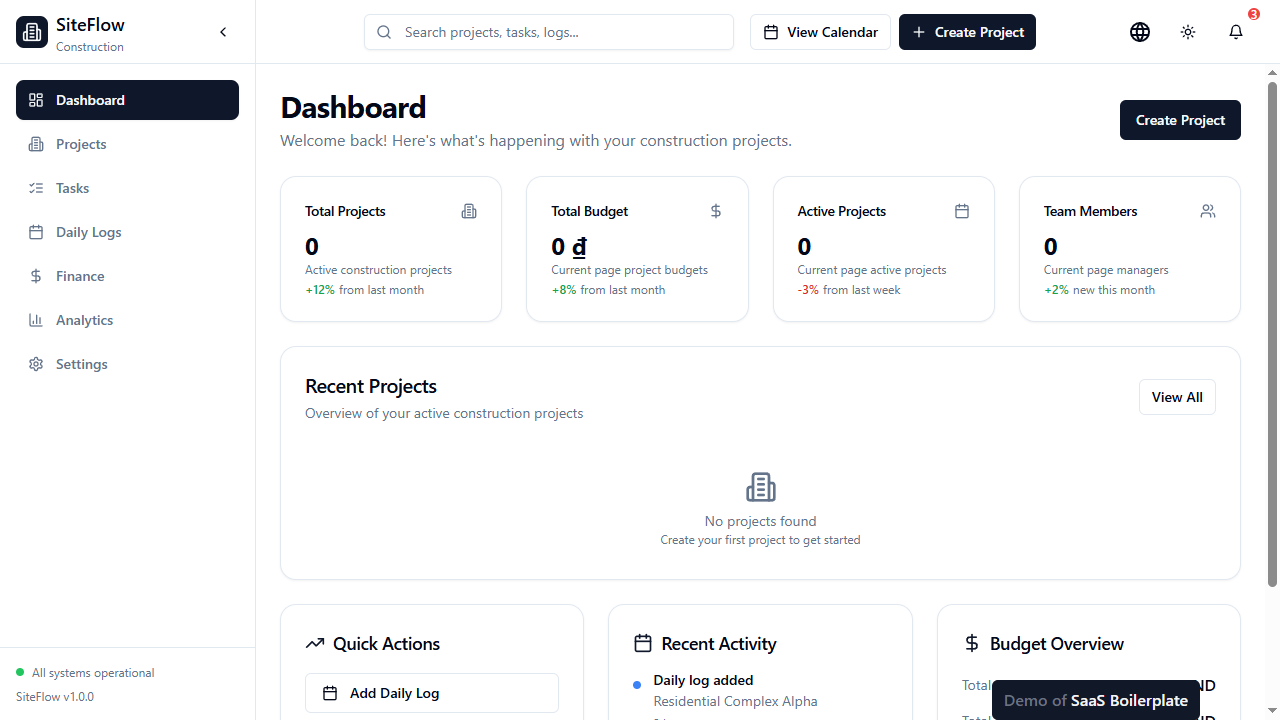 SiteFlow
Construction
Search projects, tasks, logs...
View Calendar
Create Project
3
Dashboard
Projects
Tasks
Daily Logs
Finance
Analytics
Settings
All systems operational
SiteFlow v1.0.0
Dashboard
Welcome back! Here's what's happening with your construction projects.
Create Project
Total Projects
0
Active construction projects
+12% from last month
Total Budget
0 ₫
Current page project budgets
+8% from last month
Active Projects
0
Current page active projects
-3% from last week
Team Members
0
Current page managers
+2% new this month
Recent Projects
Overview of your active construction projects
View All
No projects found
Create your first project to get started
Quick Actions
Add Daily Log
Recent Activity
Daily log added
Residential Complex Alpha
Budget Overview
Total
Demo of SaaS Boilerplate